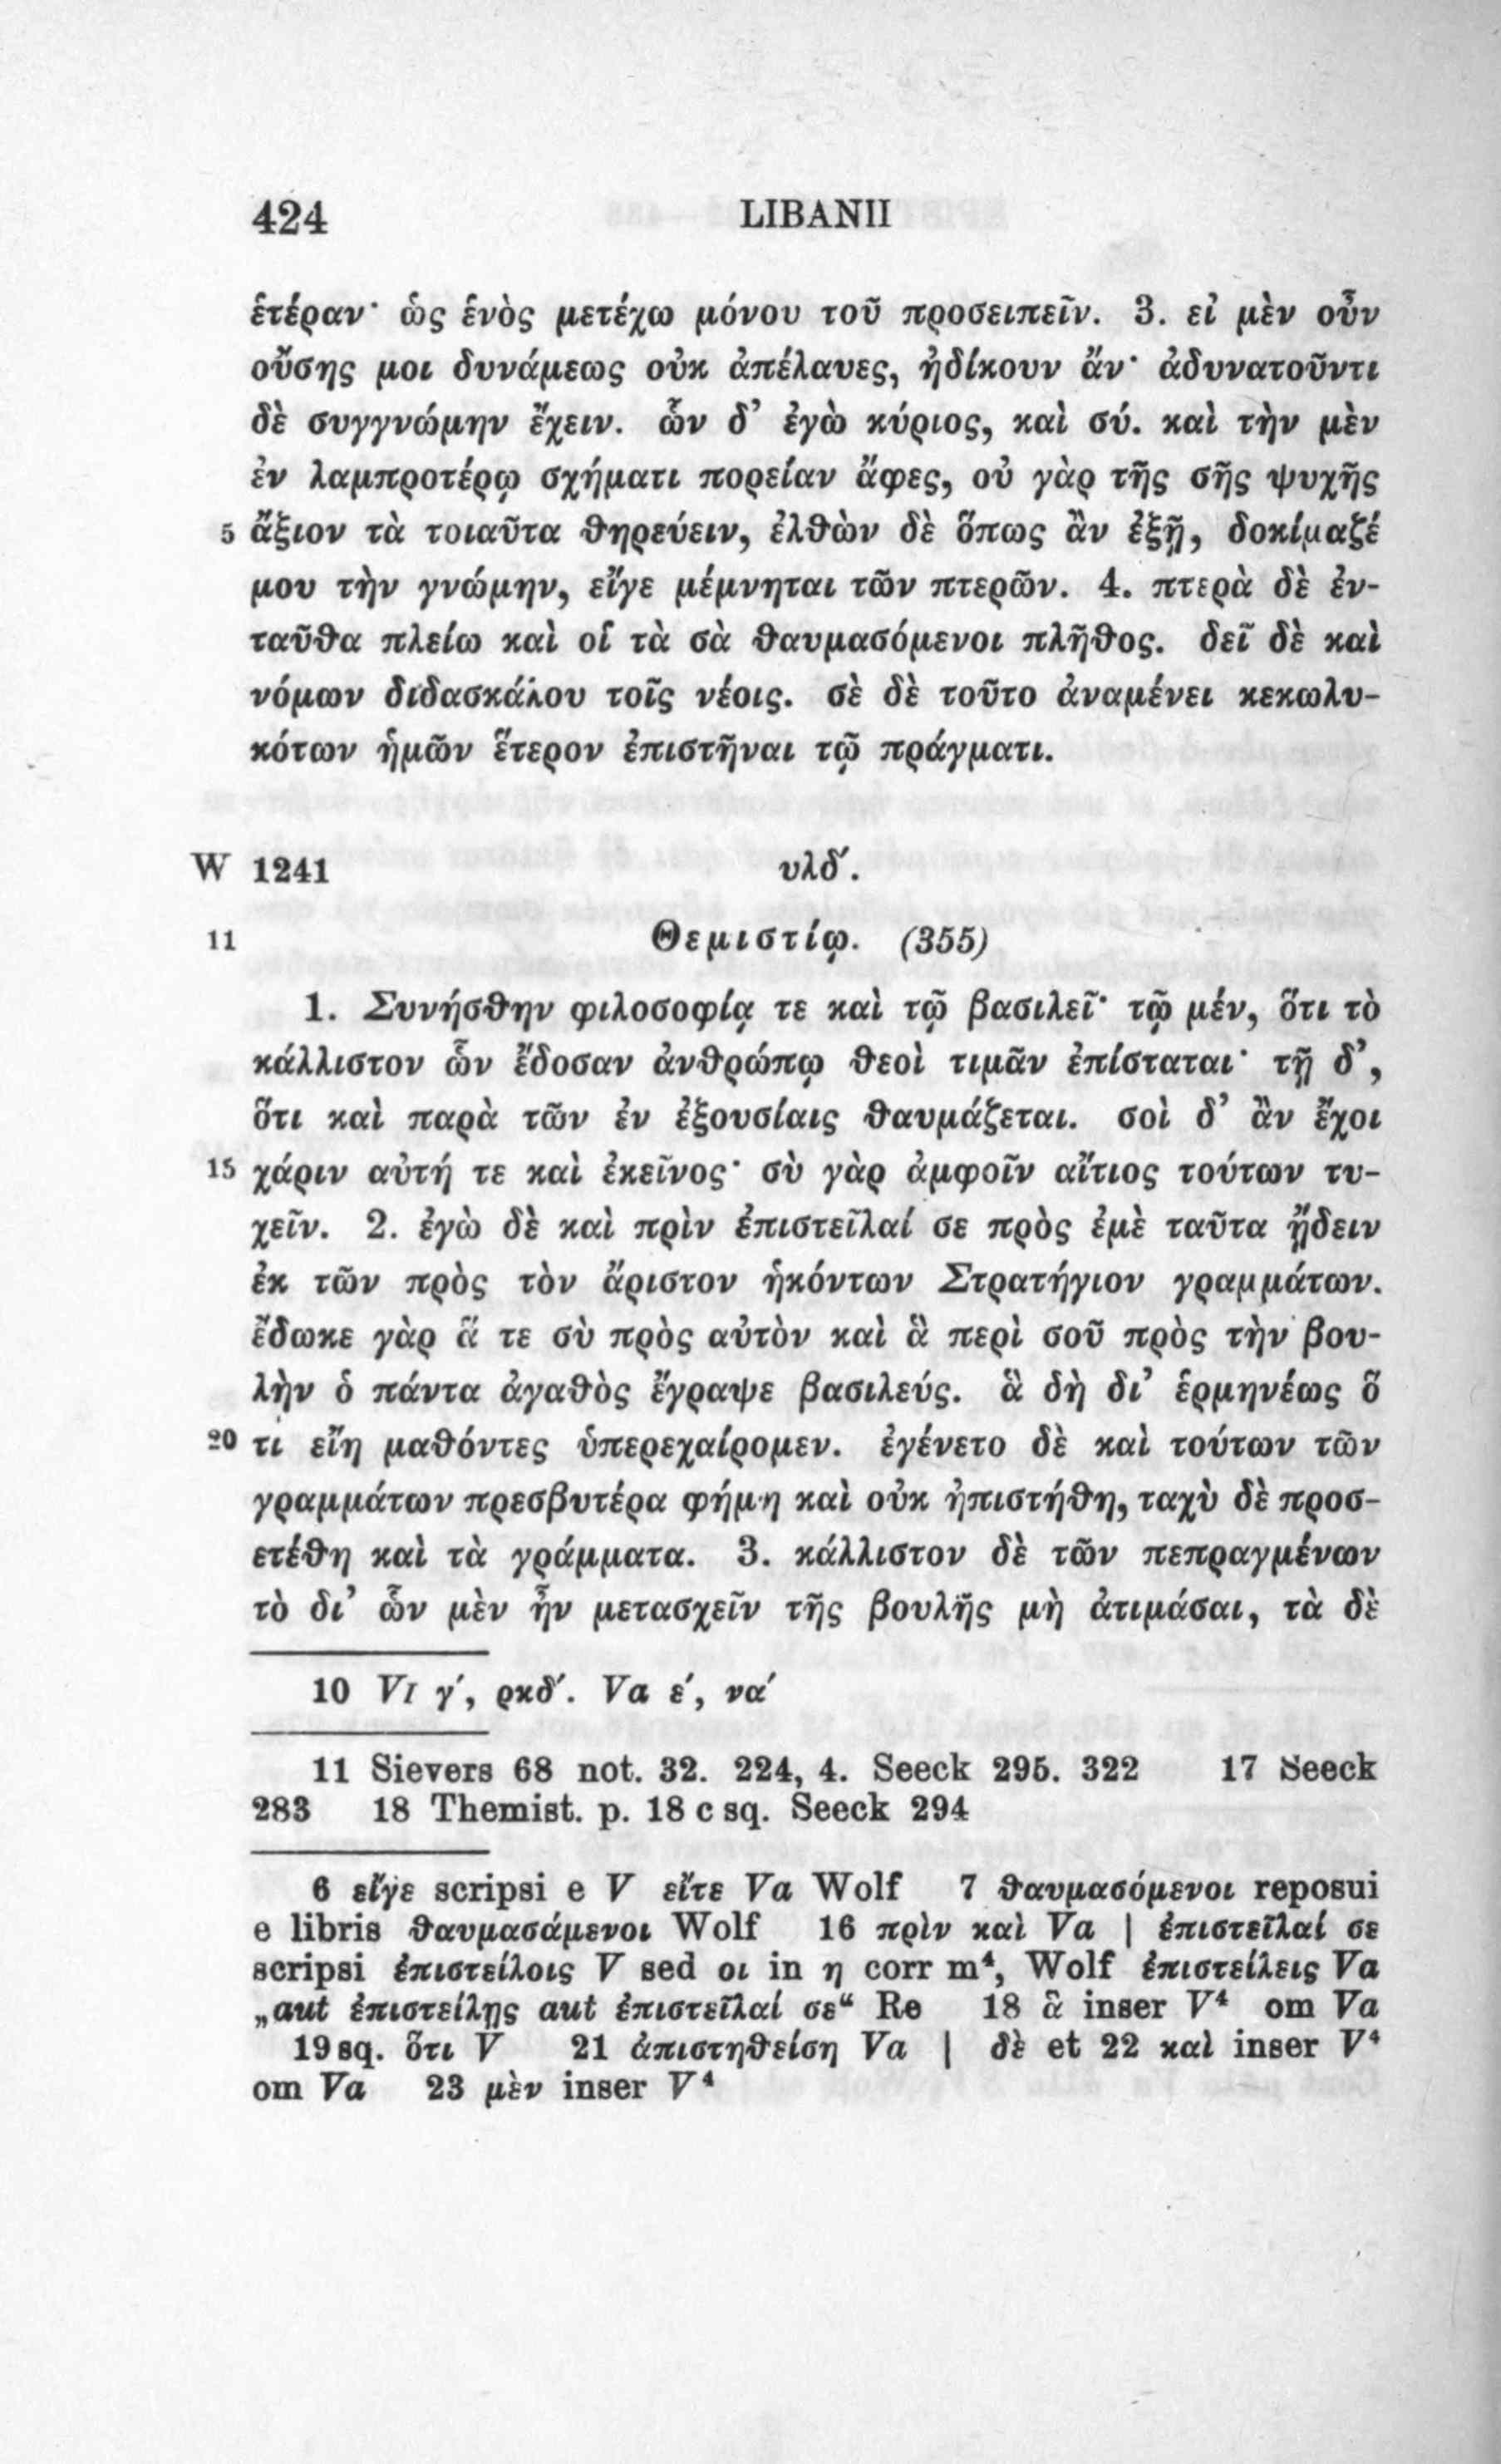 424 LIBANII
ἑτέραν· ὡς ἑνὸς μετέχω μόνου τοῦ προσειπεῖν. 3. εἰ μὲν οὖν
οὔσης μοι δυνάμεως οὐκ ἀπέλαυες, ἠδίκουν ἄν· ἀδυνατοῦντι
δὲ συγγνώμην ἔχειν. ὧν δ’ ἐγὼ κύριος, καὶ σύ. καὶ τὴν μὲν
ἐν λαμπροτέρῳ σχήματι πορείαν ἄφες, οὐ γὰρ τῆς σῆς ψυχῆς
5 ἄξιον τὰ τοιαῦτα θηρεύειν, ἐλθὼν δὲ ὅπως ἂν ἐξῇ, δοκίμαζέ
μου τὴν γνώμην, εἴγε μέμνηται τῶν πτερῶν. 4. πτερὰ δὲ ἐν-
ταῦθα πλείω καὶ οἱ τὰ σὰ θαυμασόμενοι πλῆθος. δεῖ δὲ καὶ
νόμων διδασκάλου τοῖς νέοις. σὲ δὲ τοῦτο ἀναμένει κεκωλυ-
κότων ἡμῶν ἕτερον ἐπιστῆναι τῷ πράγματι.
W 1241 υλδ´.
11 Θεμιστίῳ. (355)
1. Συνήσθην φιλοσοφίᾳ τε καὶ τῷ βασιλεῖ· τῷ μέν, ὅτι τὸ
κάλλιστον ὧν ἔδοσαν ἀνθρώπῳ θεοὶ τιμᾶν ἐπίσταται· τῇ δ’,
ὅτι καὶ παρὰ τῶν ἐν ἐξουσίαις θαυμάζεται. σοὶ δ’ ἂν ἔχοι
15 χάριν αὐτή τε καὶ ἐκεῖνος· σὺ γὰρ ἀμφοῖν αἴτιος τούτων τυ-
χεῖν. 2. ἐγὼ δὲ καὶ πρὶν ἐπιστεῖλαί σε πρὸς ἐμὲ ταῦτα ᾔδειν
ἐκ τῶν πρὸς τὸν ἄριστον ἡκόντων Στρατήγιον γραμμάτων.
ἔδωκε γὰρ ἅ τε σὺ πρὸς αὐτὸν καὶ ἃ περὶ σοῦ πρὸς τὴν βου-
λὴν ὁ πάντα ἀγαθὸς ἔγραψε βασιλεύς. ἃ δὴ δι’ ἑρμηνέως ὅ
20 τι εἴη μαθόντες ὑπερεχαίρομεν. ἐγένετο δὲ καὶ τούτων τῶν
γραμμάτων πρεσβυτέρα φήμη καὶ οὐκ ἠπιστήθη, ταχὺ δὲ προσ-
ετέθη καὶ τὰ γράμματα. 3. κάλλιστον δὲ τῶν πεπραγμένων
τὸ δι’ ὧν μὲν ἦν μετασχεῖν τῆς βουλῆς μὴ ἀτιμάσαι, τὰ δὲ
10 VI γ´, ρκδ´. Va ε´, να´
11 Sievers 68 not. 32. 224, 4. Seeck 295. 322 17 Seeck
283 18 Themist. p. 18 c sq. Seeck 294
6 εἴγε scripsi e V εἴτε Va Wolf 7 θαυμασόμενοι reposui
e libris θαυμασάμενοι Wolf 16 πρὶν καὶ Va | ἐπιστεῖλαί σε
scripsi ἐπιστείλοις V sed οι in η corr m⁴, Wolf ἐπιστείλεις Va
„aut ἐπιστείλῃς aut ἐπιστεῖλαί σε“ Re 18 ἃ inser V⁴ om Va
19 sq. ὅτι V 21 ἀπιστηθείση Va | δὲ et 22 καὶ inser V⁴
om Va 23 μὲν inser V⁴